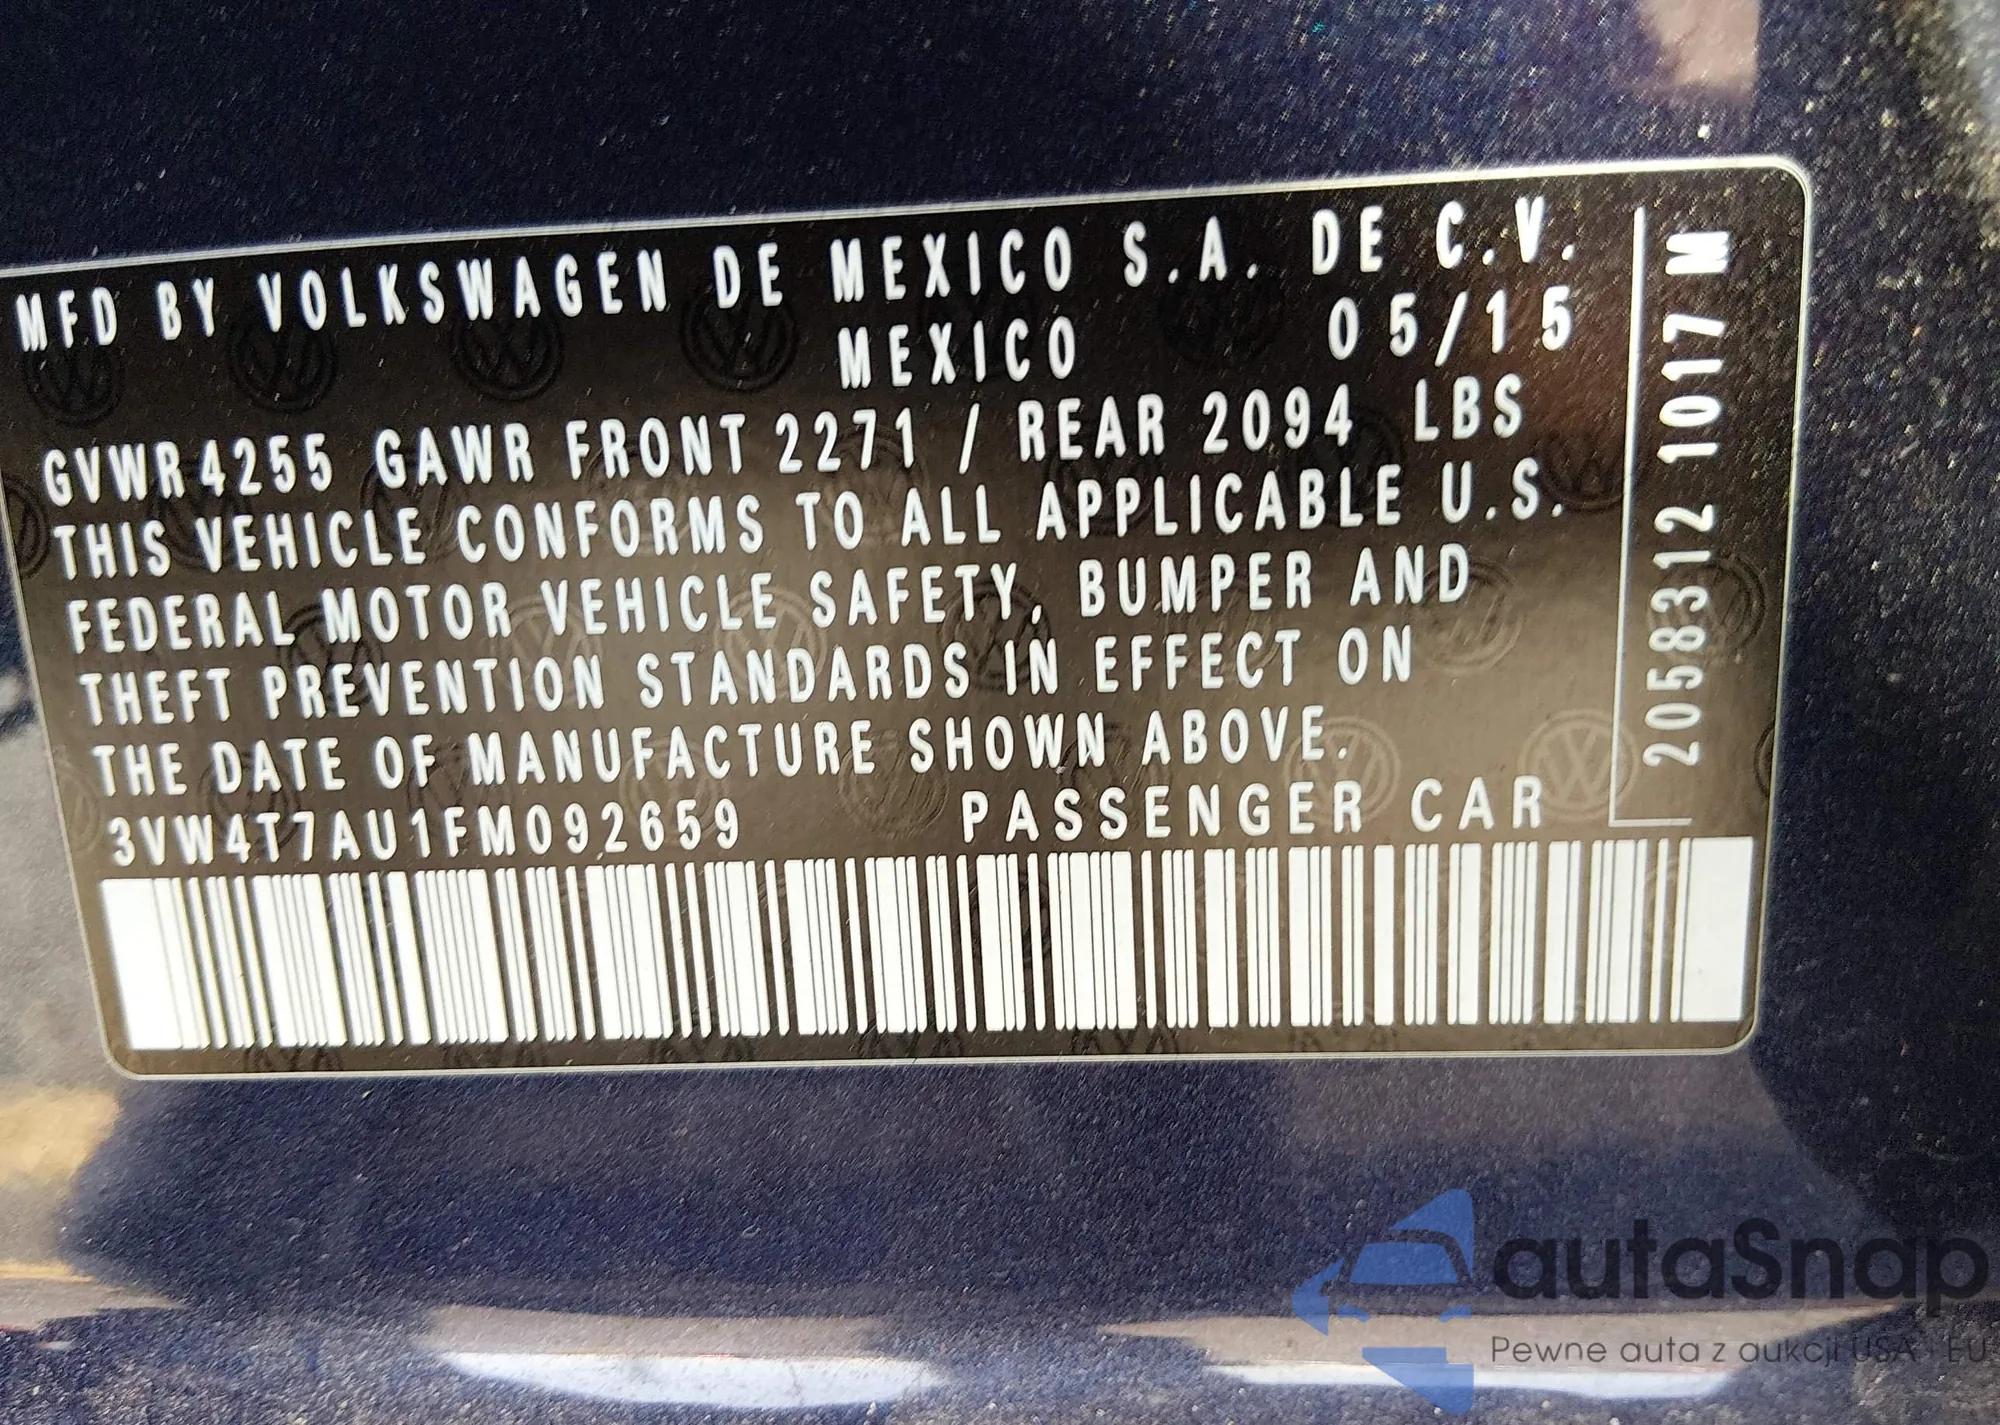 MFD BY VOLKSWAGEN DE MEXICO S.A. DE C.V.
MEXICO 05/15
GVWR 4255 GAWR FRONT 2271 / REAR 2094 LBS
THIS VEHICLE CONFORMS TO ALL APPLICABLE U.S.
FEDERAL MOTOR VEHICLE SAFETY, BUMPER AND
THEFT PREVENTION STANDARDS IN EFFECT ON
THE DATE OF MANUFACTURE SHOWN ABOVE.
3VW4T7AU1FM092659 PASSENGER CAR
2058312 1017 M
autaSnap
Pewne auta z aukcji USA · EU